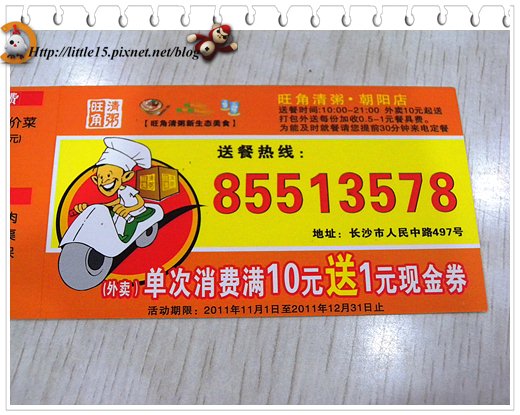 Http://little15.pixnet.net/blog
费
价菜
元)
旺角 清粥
【 旺角清粥新生态美食 】
旺角清粥·朝阳店
送餐时间:10:00-21:00 外卖10元起送
打包外送每份加收0.5-1元餐具费。
为能及时就餐请您提前30分钟来电定餐
送餐热线:
85513578
地址: 长沙市人民中路497号
肉
(外卖) 单次消费满10元送1元现金券
活动期限: 2011年11月1日至2011年12月31日止